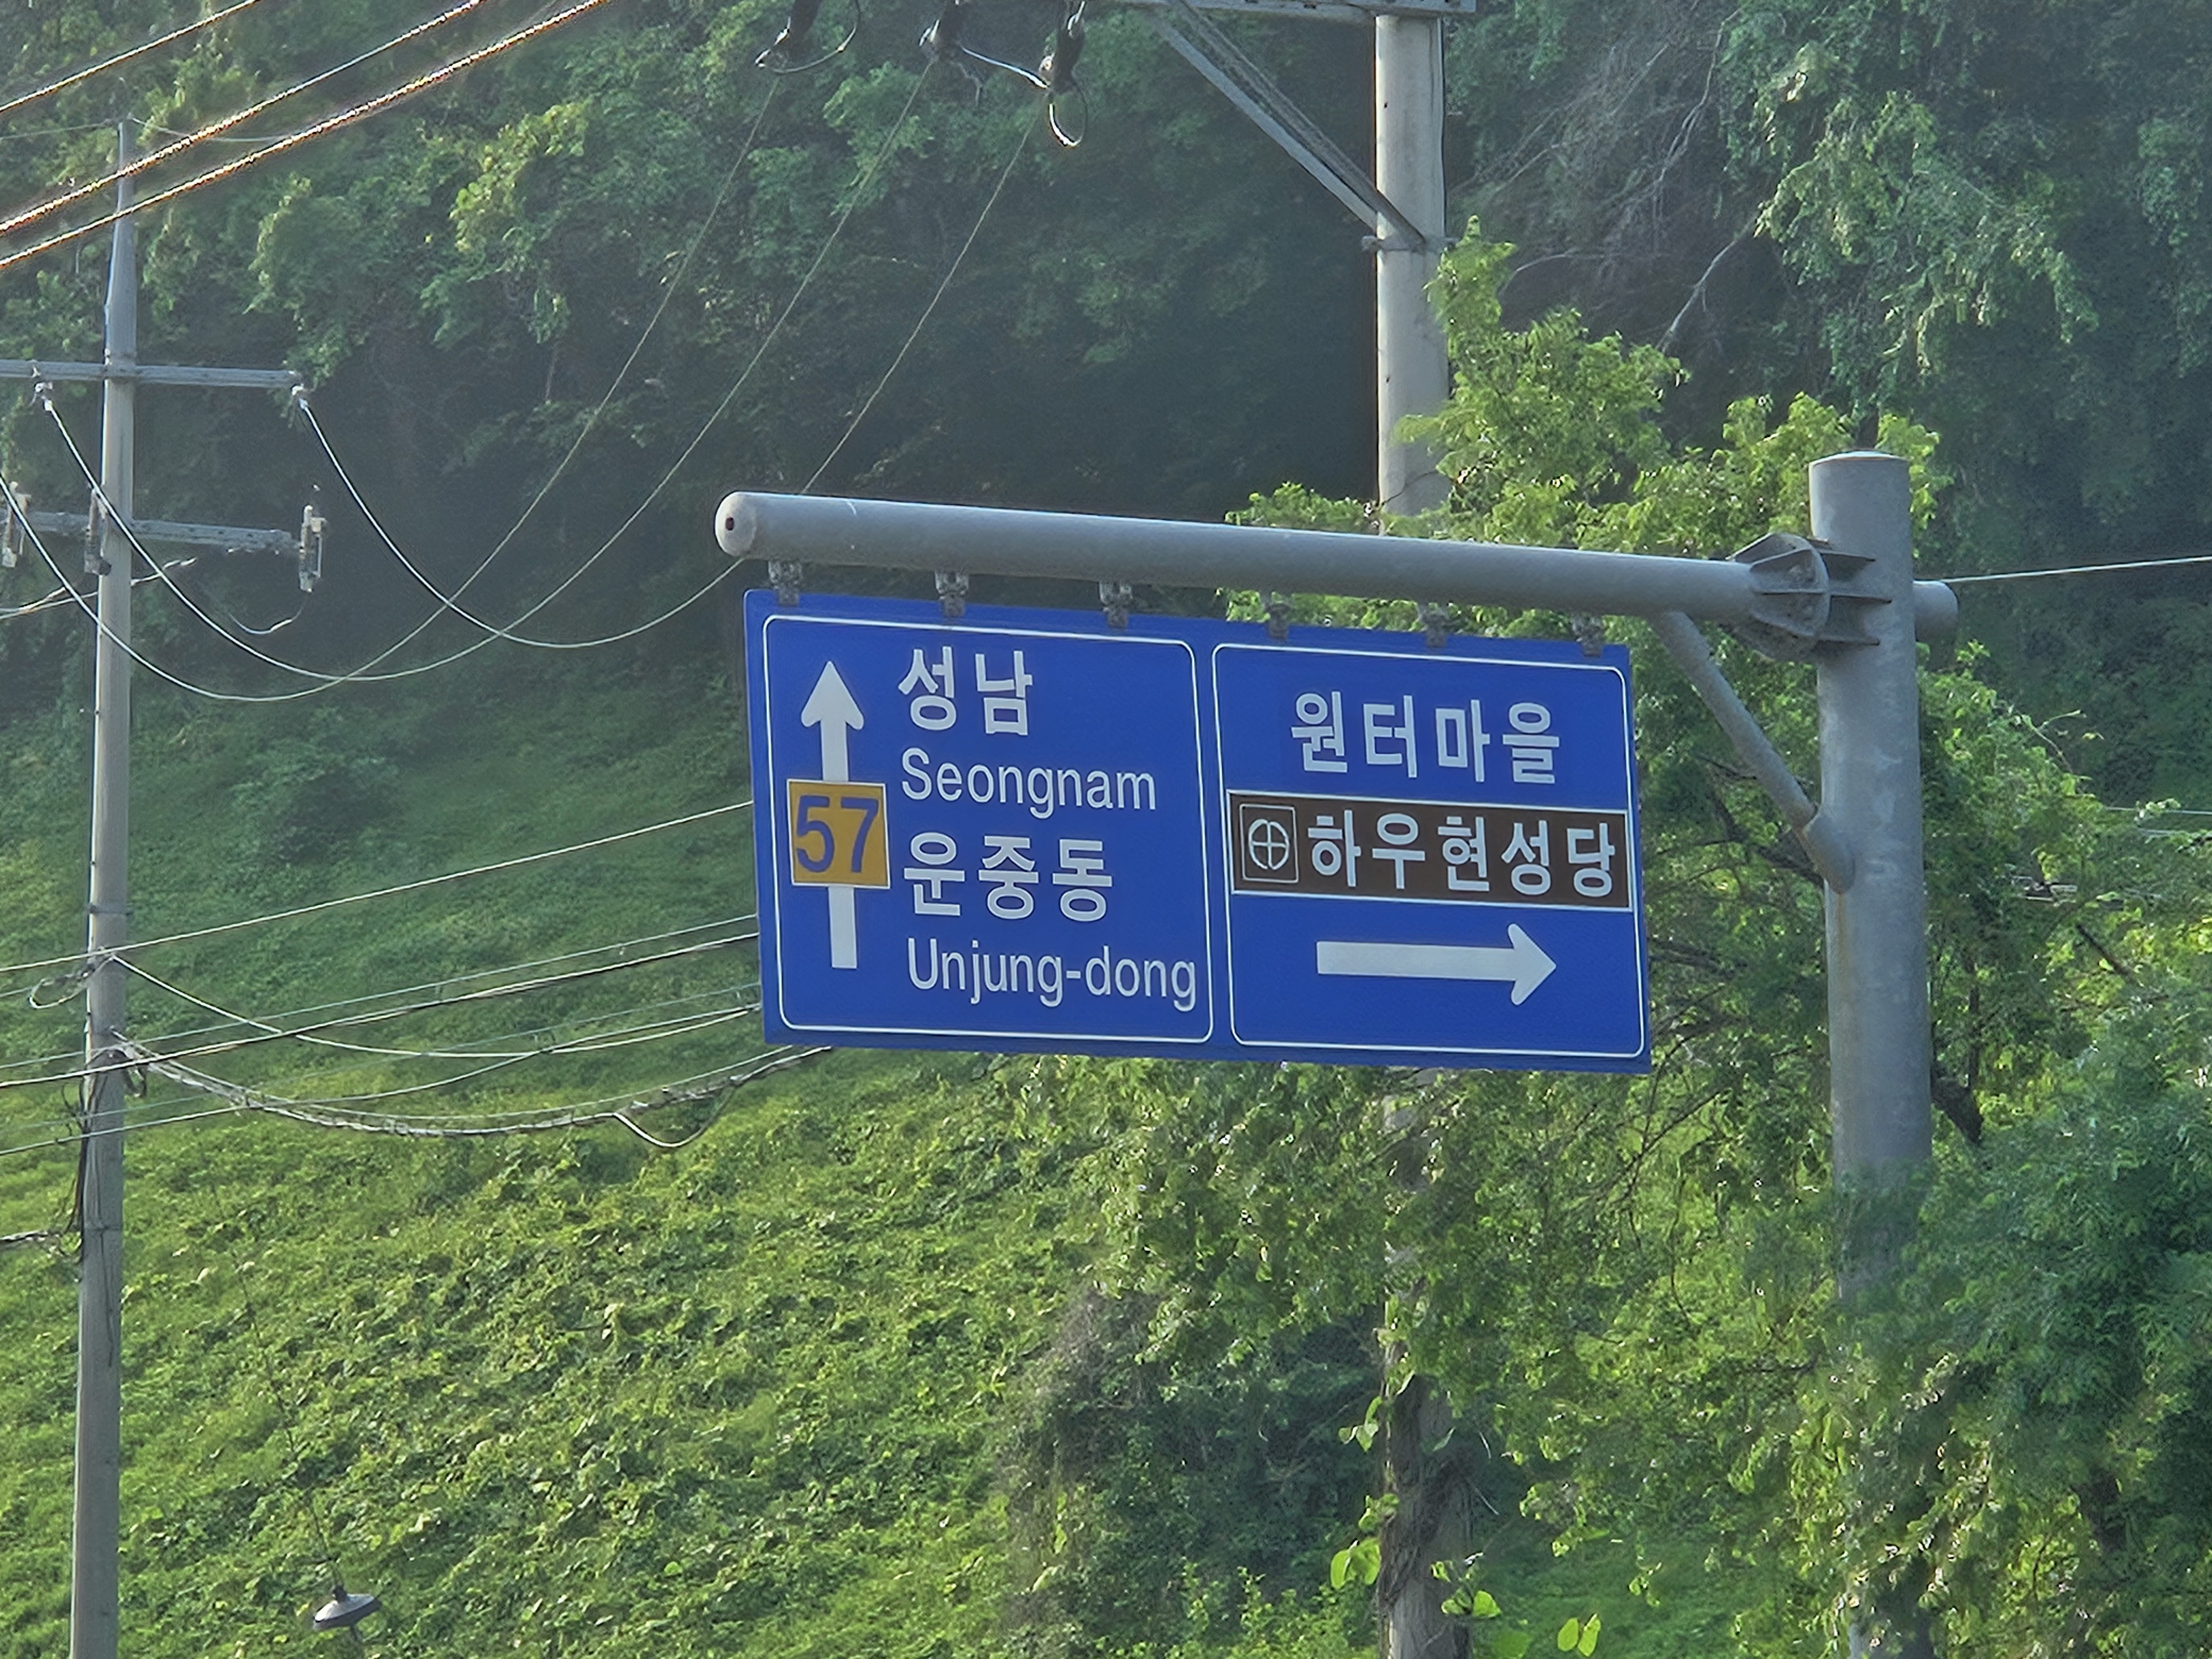 성남
Seongnam
57
운중동
Unjung-dong
원터마을
하우현성당